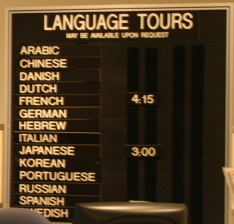 LANGUAGE TOURS
MAY BE AVAILABLE UPON REQUEST
ARABIC
CHINESE
DANISH
DUTCH
FRENCH 4:15
GERMAN
HEBREW
ITALIAN
JAPANESE 3:00
KOREAN
PORTUGUESE
RUSSIAN
SPANISH
SWEDISH